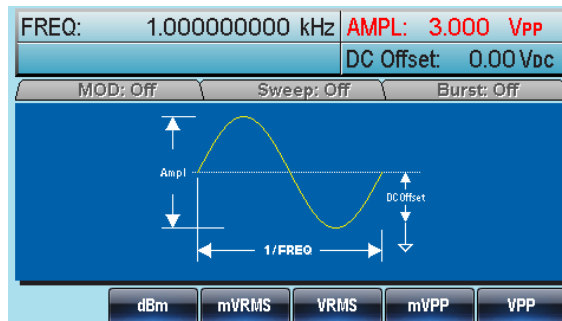 FREQ: 1.000000000 kHz AMPL: 3.000 VPP
DC Offset: 0.00 VDC
MOD: Off Sweep: Off Burst: Off
Ampl
DC Offset
1/FREQ
dBm mVRMS VRMS mVPP VPP